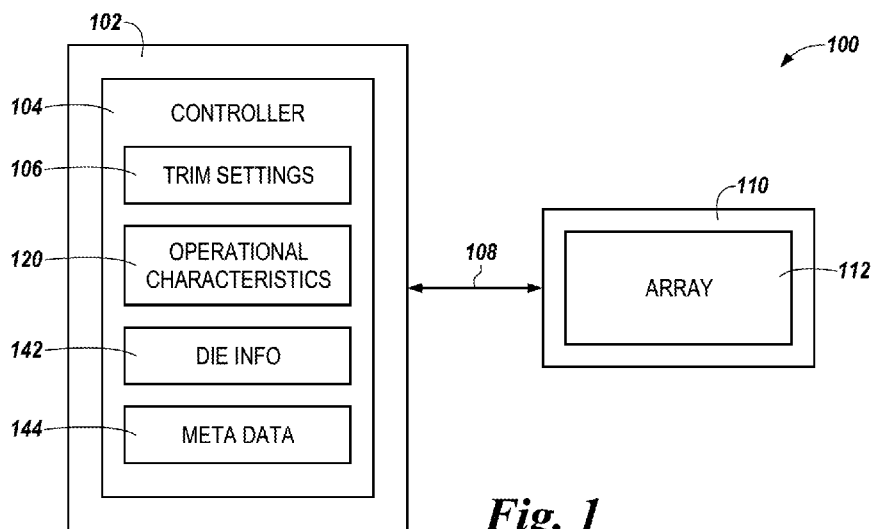 102
100
104
CONTROLLER
106
TRIM SETTINGS
110
120
OPERATIONAL
CHARACTERISTICS
108
ARRAY
112
142
DIE INFO
144
META DATA
Fig. 1